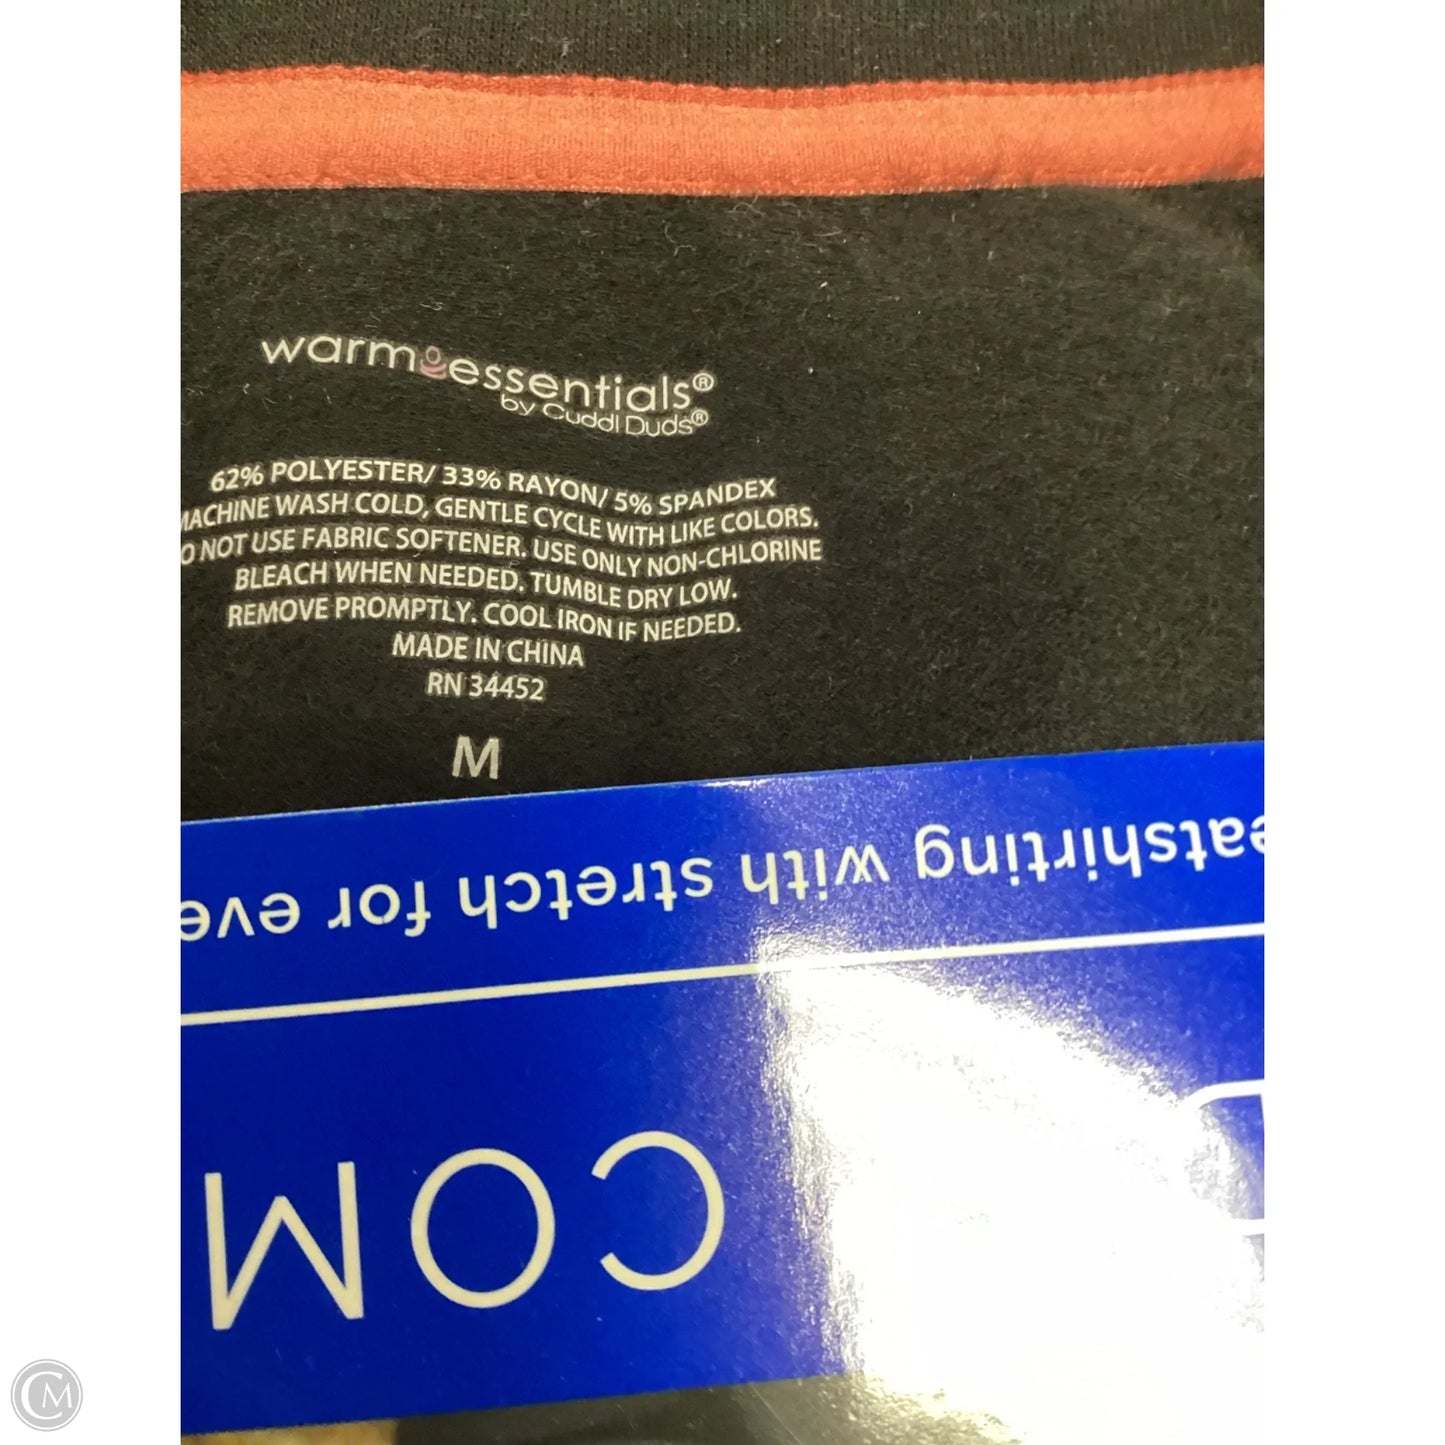 warm essentials®
by Cuddl Duds®
62% POLYESTER/ 33% RAYON/ 5% SPANDEX
MACHINE WASH COLD, GENTLE CYCLE WITH LIKE COLORS.
DO NOT USE FABRIC SOFTENER. USE ONLY NON-CHLORINE
BLEACH WHEN NEEDED. TUMBLE DRY LOW.
REMOVE PROMPTLY. COOL IRON IF NEEDED.
MADE IN CHINA
RN 34452
M
eatshirting with stretch for eve
COM
CM